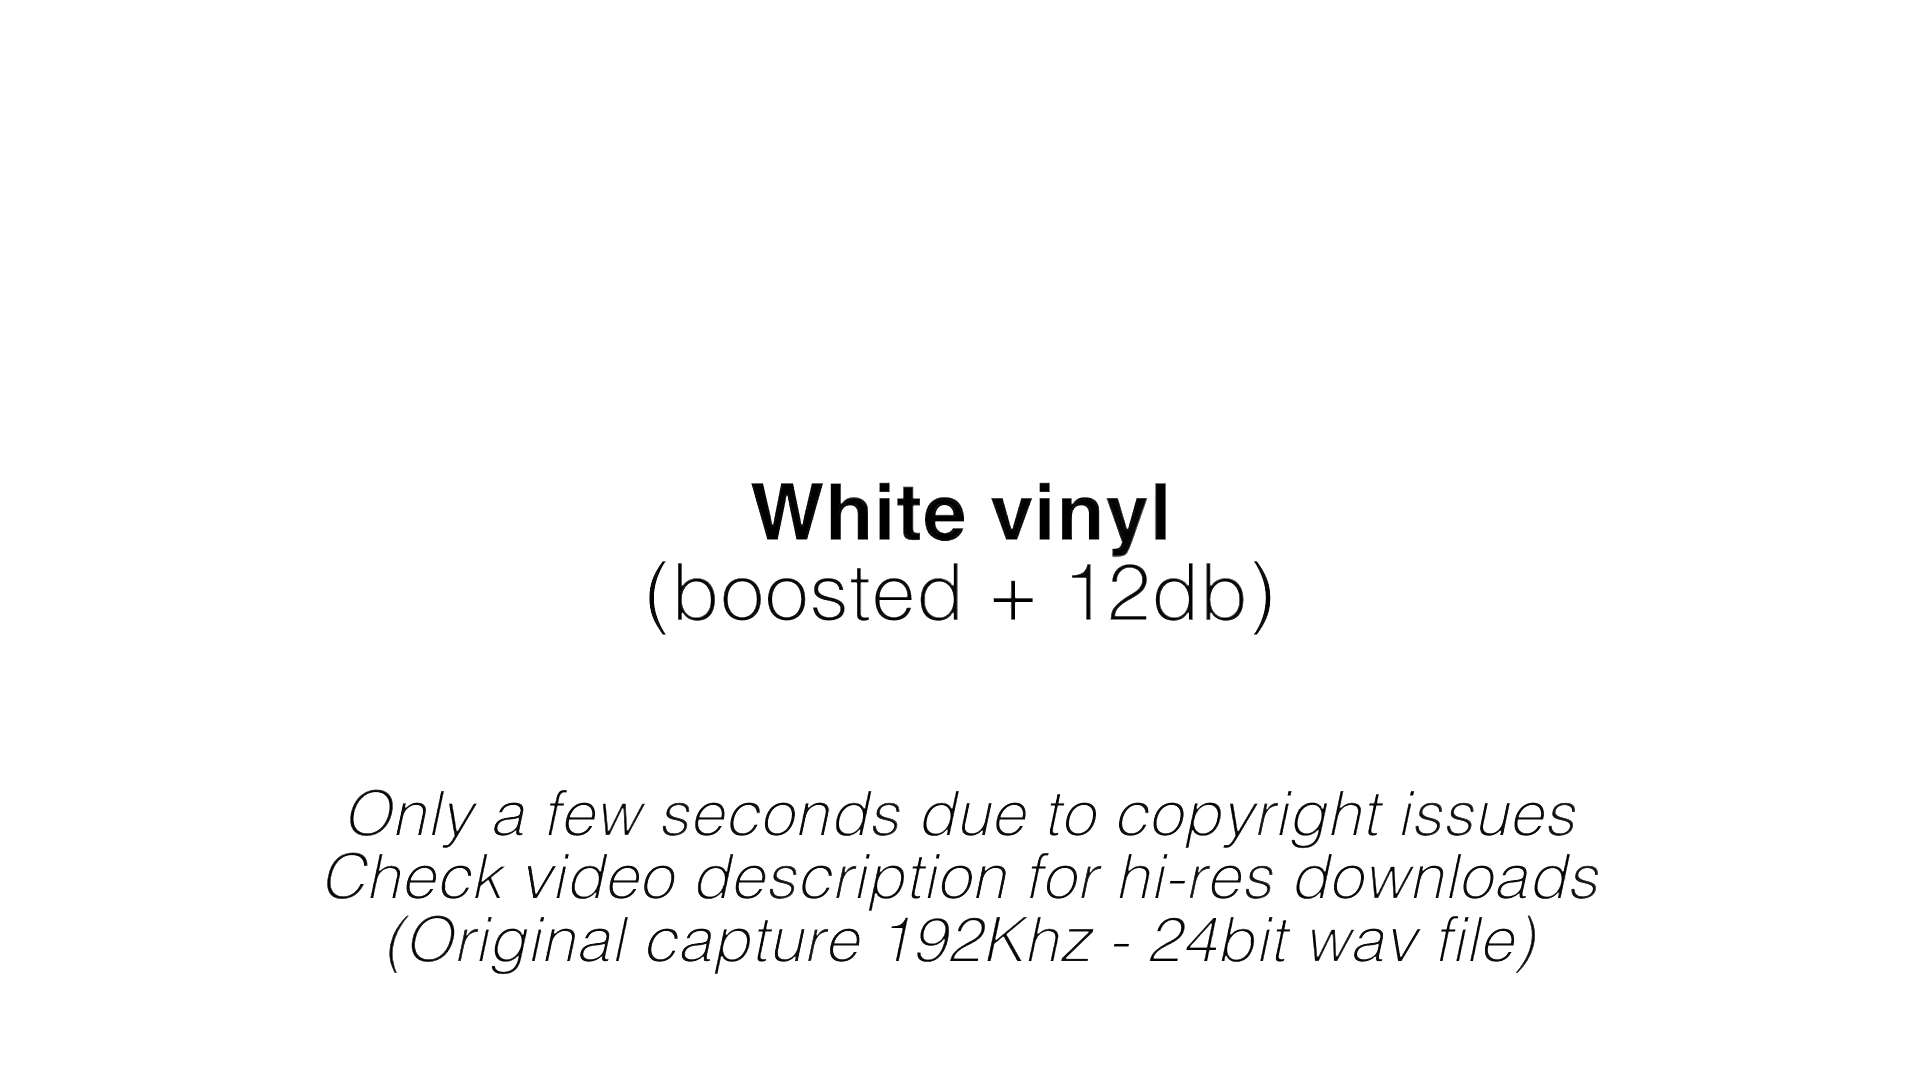 White vinyl
(boosted + 12db)
Only a few seconds due to copyright issues
Check video description for hi-res downloads
(Original capture 192Khz - 24bit wav file)